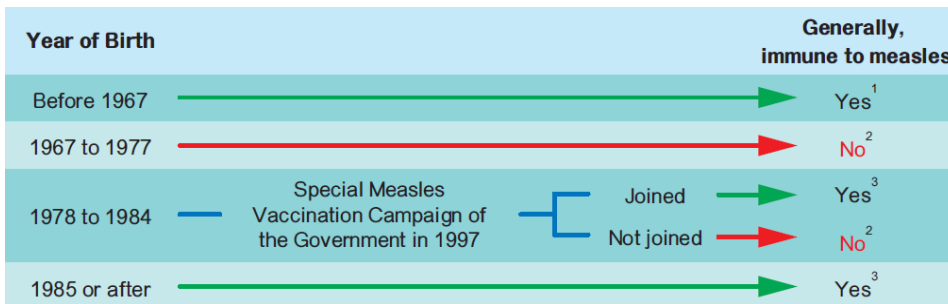 Year of Birth
Generally,
immune to measles
Before 1967
Yes¹
1967 to 1977
No²
1978 to 1984
Special Measles
Vaccination Campaign of
the Government in 1997
Joined
Yes³
Not joined
No²
1985 or after
Yes³